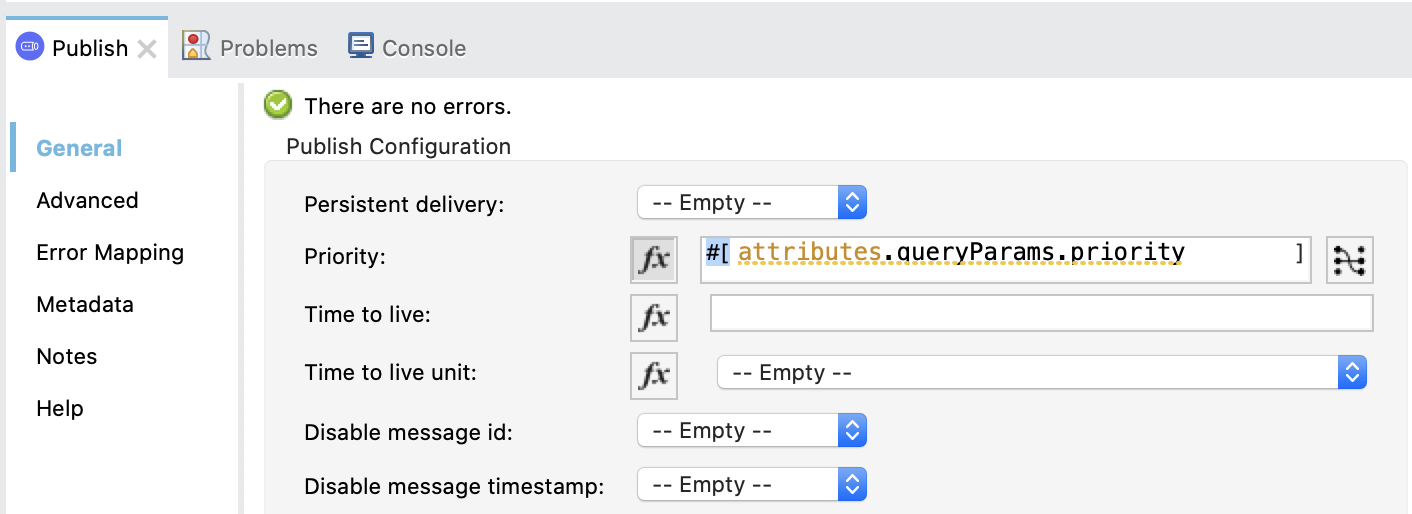 Publish Problems Console
There are no errors.
Publish Configuration
General
Advanced
Error Mapping
Metadata
Notes
Help
Persistent delivery: -- Empty --
Priority: fx #[ attributes.queryParams.priority ]
Time to live: fx
Time to live unit: fx -- Empty --
Disable message id: -- Empty --
Disable message timestamp: -- Empty --